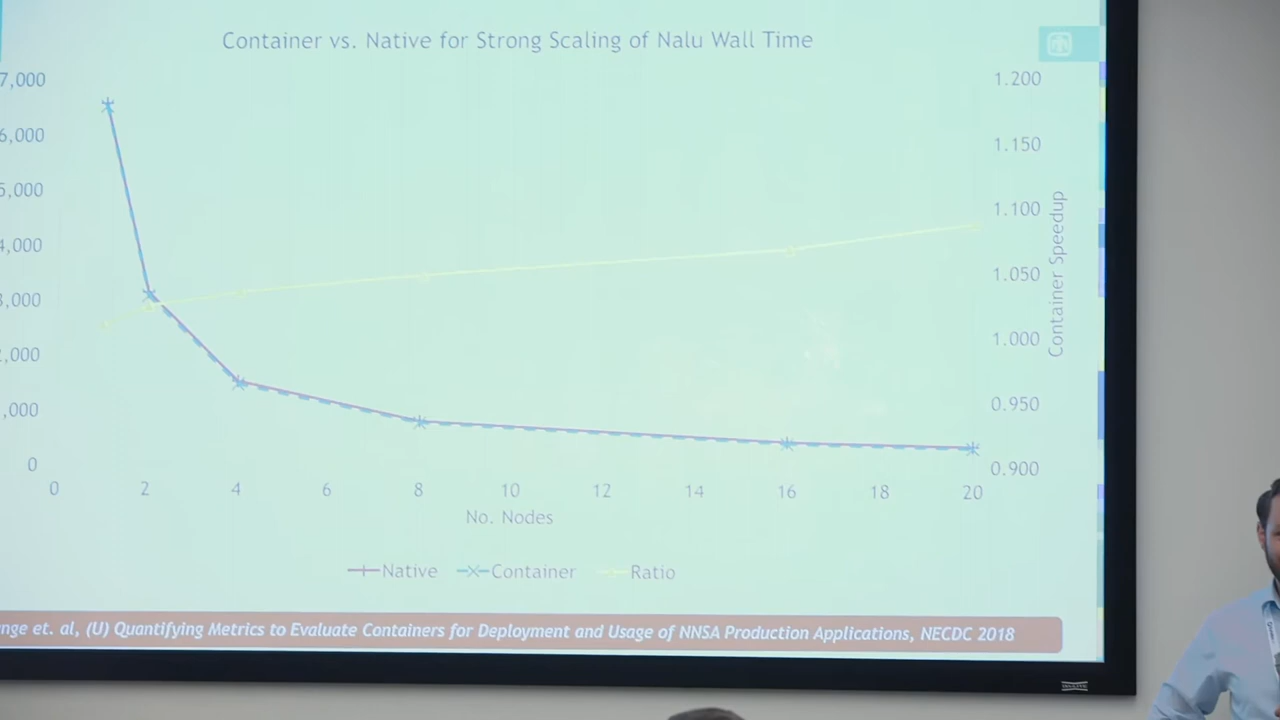 Container vs. Native for Strong Scaling of Nalu Wall Time
7,000
6,000
5,000
4,000
3,000
2,000
,000
0
1.200
1.150
1.100
1.050
1.000
0.950
0.900
Container Speedup
0 2 4 6 8 10 12 14 16 18 20
No. Nodes
Native Container Ratio
nge et. al, (U) Quantifying Metrics to Evaluate Containers for Deployment and Usage of NNSA Production Applications, NECDC 2018